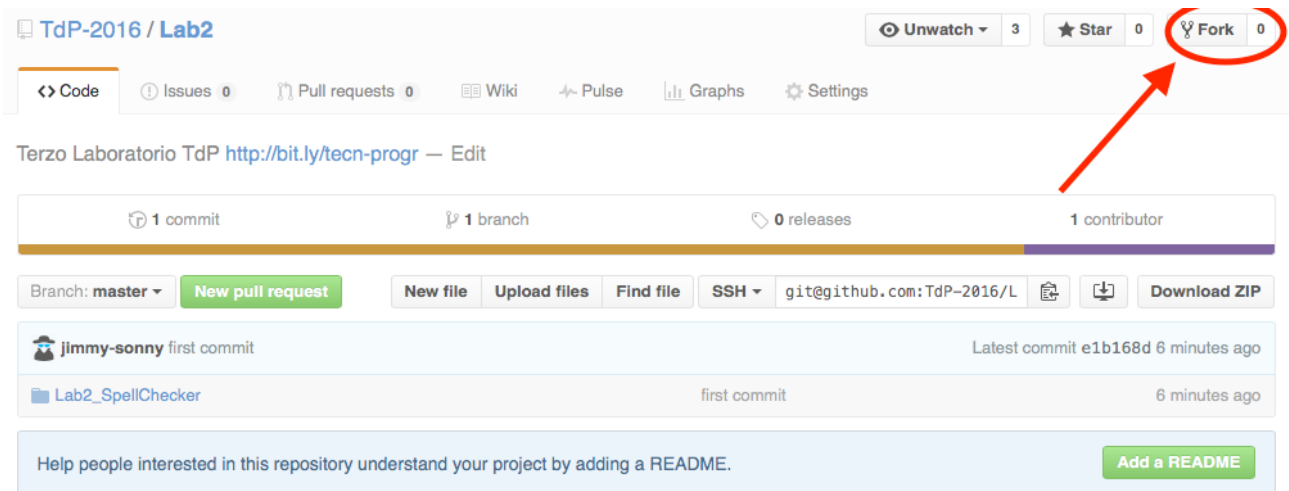 TdP-2016 / Lab2 Unwatch 3 Star 0 Fork 0
Code Issues 0 Pull requests 0 Wiki Pulse Graphs Settings
Terzo Laboratorio TdP http://bit.ly/tecn-progr — Edit
1 commit 1 branch 0 releases 1 contributor
Branch: master New pull request New file Upload files Find file SSH git@github.com:TdP-2016/L Download ZIP
jimmy-sonny first commit Latest commit e1b168d 6 minutes ago
Lab2_SpellChecker first commit 6 minutes ago
Help people interested in this repository understand your project by adding a README. Add a README